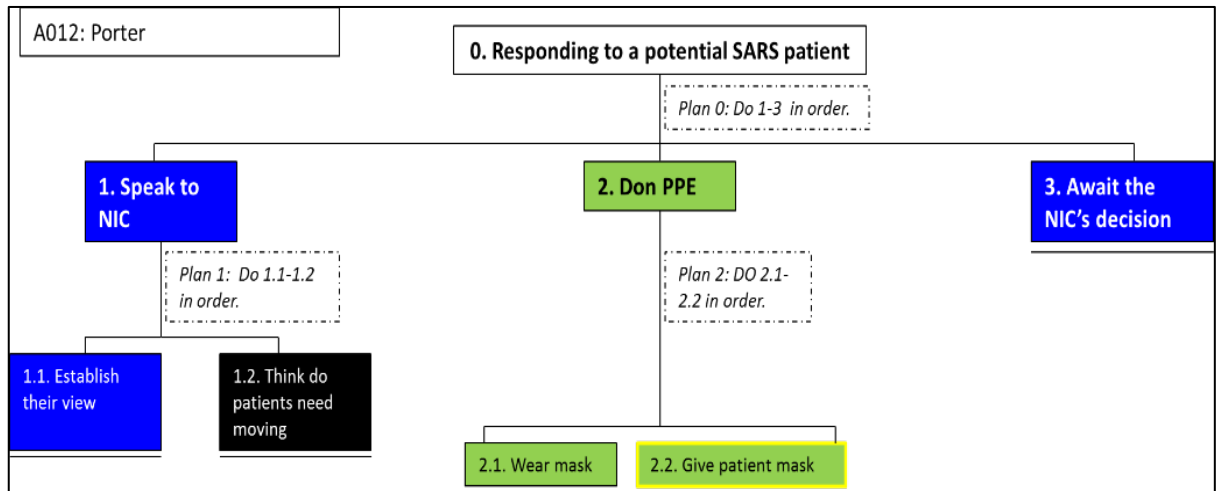 A012: Porter
0. Responding to a potential SARS patient
Plan 0: Do 1-3 in order.
1. Speak to
NIC
2. Don PPE
3. Await the
NIC's decision
Plan 1: Do 1.1-1.2
in order.
Plan 2: DO 2.1-
2.2 in order.
1.1. Establish
their view
1.2. Think do
patients need
moving
2.1. Wear mask
2.2. Give patient mask